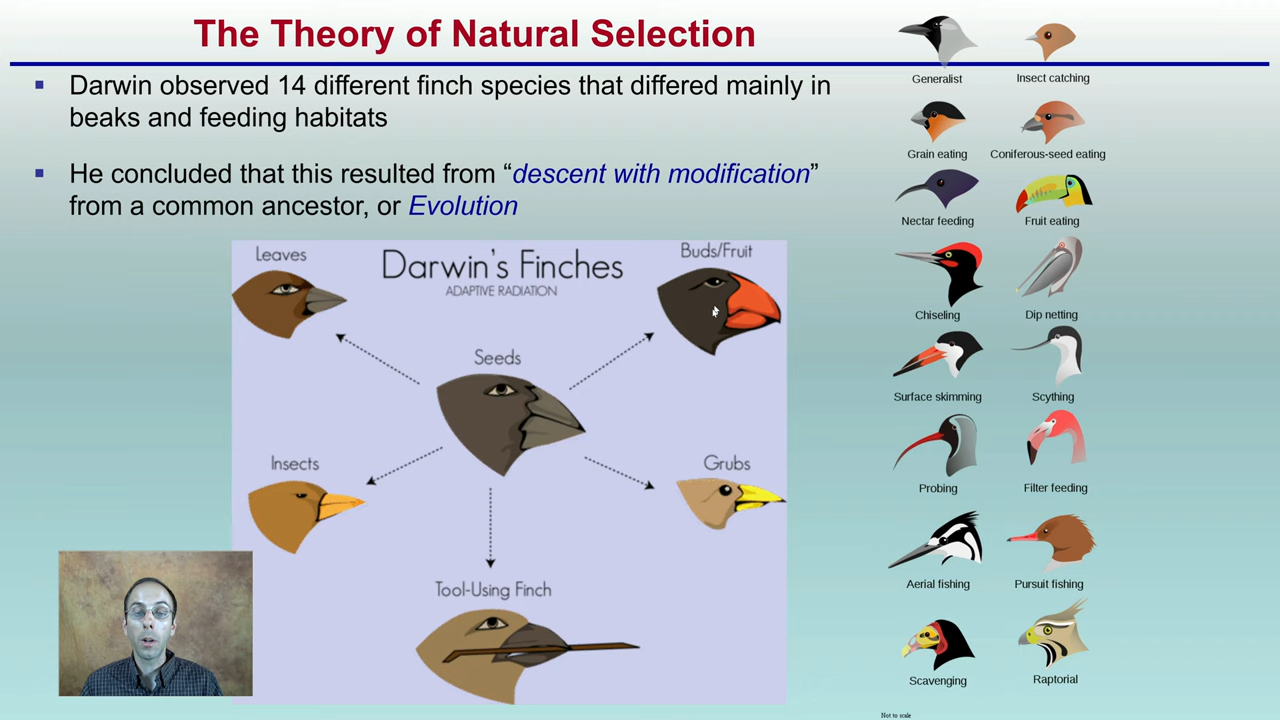 The Theory of Natural Selection
▪ Darwin observed 14 different finch species that differed mainly in
beaks and feeding habitats
▪ He concluded that this resulted from “descent with modification”
from a common ancestor, or Evolution
Leaves
Darwin's Finches
ADAPTIVE RADIATION
Buds/Fruit
Seeds
Insects
Grubs
Tool-Using Finch
Generalist
Insect catching
Grain eating
Coniferous-seed eating
Nectar feeding
Fruit eating
Chiseling
Dip netting
Surface skimming
Scything
Probing
Filter feeding
Aerial fishing
Pursuit fishing
Scavenging
Raptorial
Not to scale